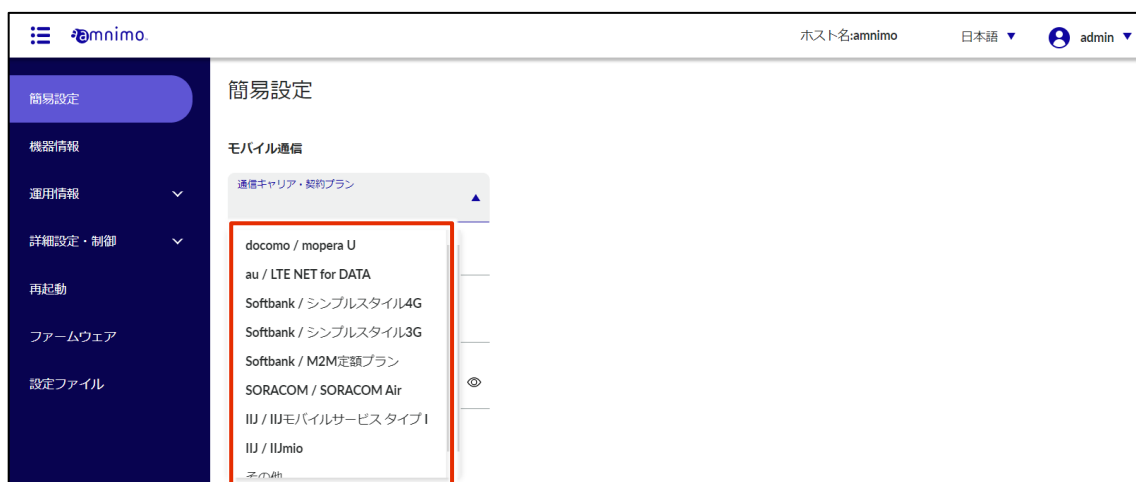 amnimo.
ホスト名:amnimo
日本語 ▼
admin ▼
簡易設定
機器情報
運用情報
詳細設定・制御
再起動
ファームウェア
設定ファイル
簡易設定
モバイル通信
通信キャリア・契約プラン
docomo / mopera U
au / LTE NET for DATA
Softbank / シンプルスタイル4G
Softbank / シンプルスタイル3G
Softbank / M2M定額プラン
SORACOM / SORACOM Air
IIJ / IIJモバイルサービス タイプ I
IIJ / IIJmio
その他